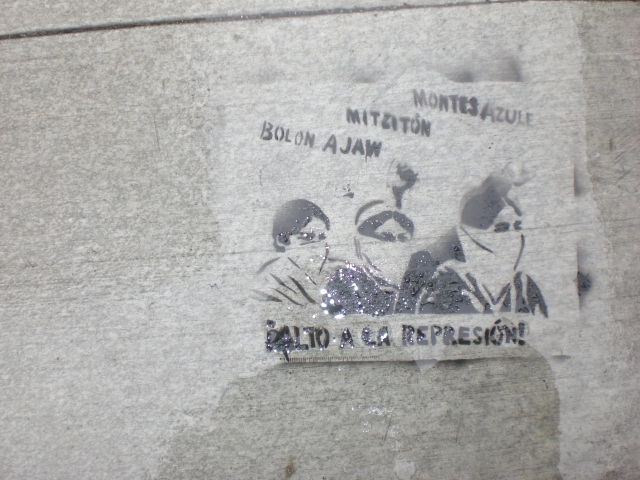 MONTES AZULE
MITZITÓN
BOLON AJAW
¡ALTO A LA REPRESIÓN!